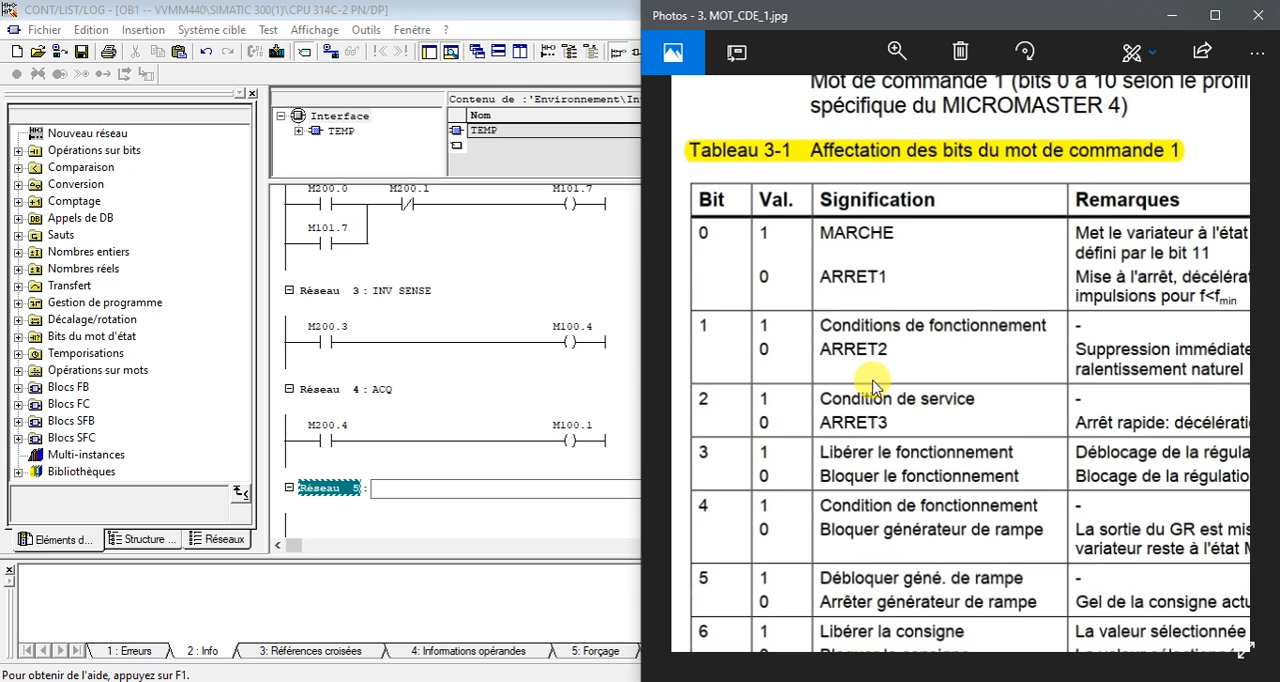 CONT/LIST/LOG - [OB1 -- VVMM440\SIMATIC 300(1)\CPU 314C-2 PN/DP]
Fichier Edition Insertion Système cible Test Affichage Outils Fenêtre ?
Nouveau réseau
Opérations sur bits
Comparaison
Conversion
Comptage
Appels de DB
Sauts
Nombres entiers
Nombres réels
Transfert
Gestion de programme
Décalage/rotation
Bits du mot d'état
Temporisations
Opérations sur mots
Blocs FB
Blocs FC
Blocs SFB
Blocs SFC
Multi-instances
Bibliothèques
Eléments d... Structure ... Réseaux
Interface
TEMP
Contenu de :'Environnement\In
Nom
TEMP
M200.0 M200.1 M101.7
M101.7
Réseau 3 : INV SENSE
M200.3 M100.4
Réseau 4 : ACQ
M200.4 M100.1
Réseau 5 :
1 : Erreurs 2 : Info 3: Références croisées 4: Informations opérandes 5: Forçage
Pour obtenir de l'aide, appuyez sur F1.
Photos - 3. MOT_CDE_1.jpg
Mot de commande 1 (bits 0 à 10 selon le profil
spécifique du MICROMASTER 4)
Tableau 3-1 Affectation des bits du mot de commande 1
Bit Val. Signification Remarques
0 1 MARCHE Met le variateur à l'état
défini par le bit 11
0 ARRET1 Mise à l'arrêt, décélérat
impulsions pour f<fmin
1 1 Conditions de fonctionnement -
0 ARRET2 Suppression immédiate
ralentissement naturel
2 1 Condition de service -
0 ARRET3 Arrêt rapide: décélérati
3 1 Libérer le fonctionnement Déblocage de la régula
0 Bloquer le fonctionnement Blocage de la régulatio
4 1 Condition de fonctionnement -
0 Bloquer générateur de rampe La sortie du GR est mis
variateur reste à l'état M
5 1 Débloquer géné. de rampe -
0 Arrêter générateur de rampe Gel de la consigne actu
6 1 Libérer la consigne La valeur sélectionnée